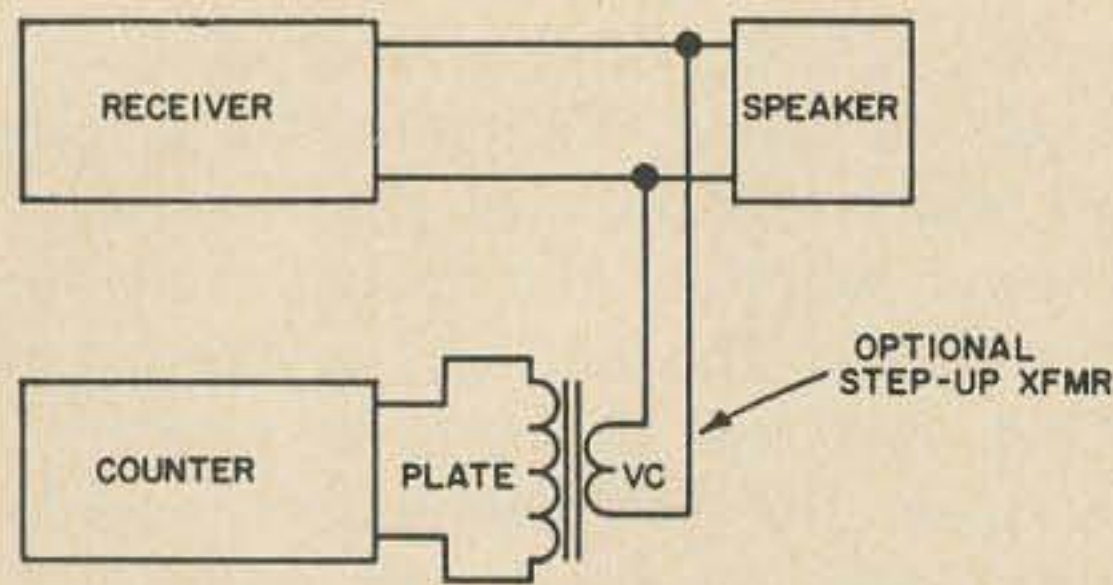 RECEIVER
SPEAKER
OPTIONAL
STEP-UP XFMR
COUNTER
PLATE
VC